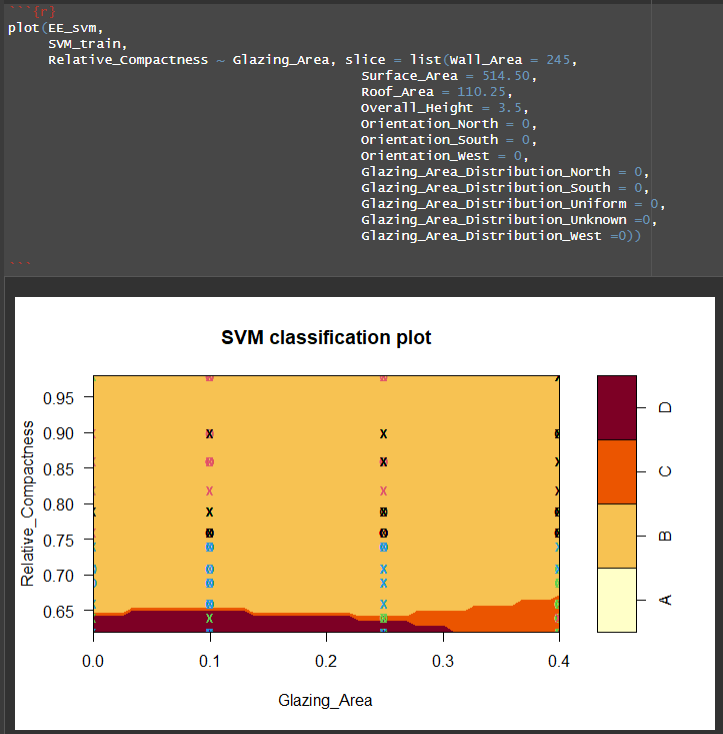 ```{r}
plot(EE_svm,
SVM_train,
Relative_Compactness ~ Glazing_Area, slice = list(Wall_Area = 245,
Surface_Area = 514.50,
Roof_Area = 110.25,
Overall_Height = 3.5,
Orientation_North = 0,
Orientation_South = 0,
Orientation_West = 0,
Glazing_Area_Distribution_North = 0,
Glazing_Area_Distribution_South = 0,
Glazing_Area_Distribution_Uniform = 0,
Glazing_Area_Distribution_Unknown =0,
Glazing_Area_Distribution_West =0))
```
SVM classification plot
Relative_Compactness
0.95
0.90
0.85
0.80
0.75
0.70
0.65
0.0 0.1 0.2 0.3 0.4
Glazing_Area
D
C
B
A